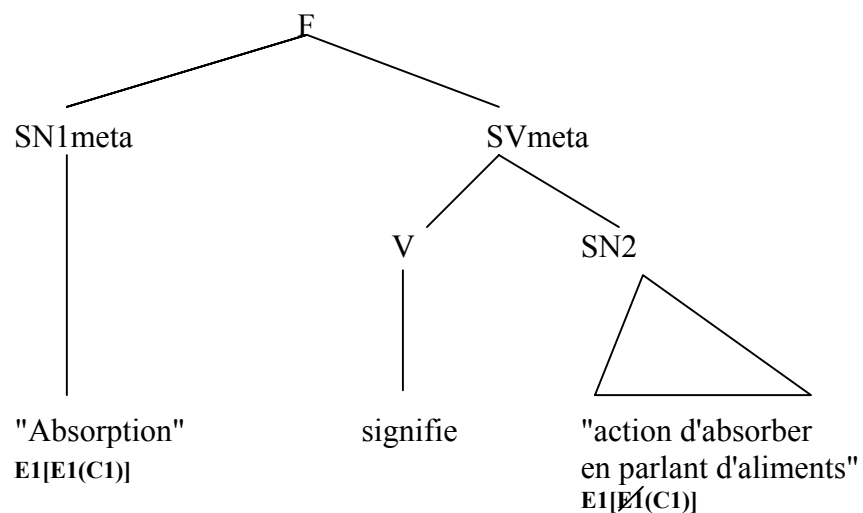 F
SN1meta
SVmeta
V
SN2
"Absorption"
signifie
"action d'absorber
en parlant d'aliments"
E1[E1(C1)]
E1[E1(C1)]